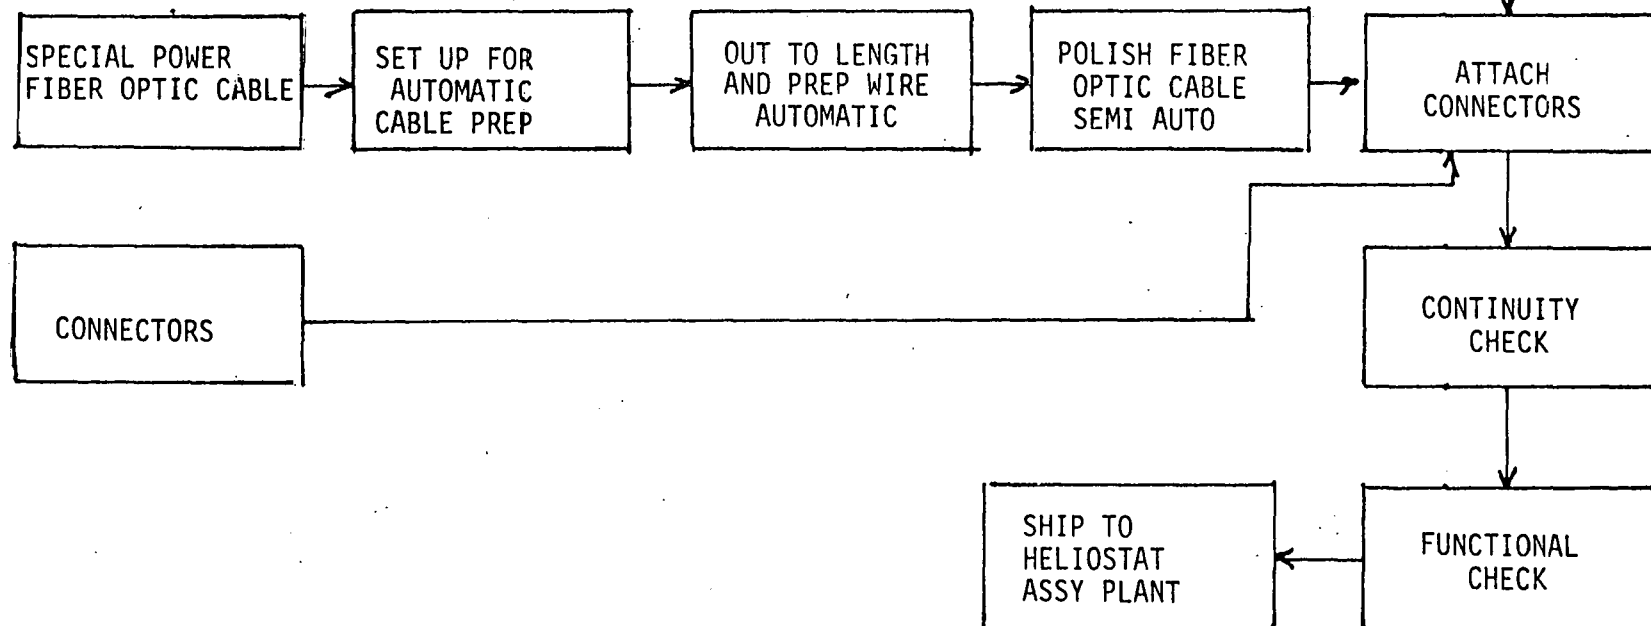 SPECIAL POWER
FIBER OPTIC CABLE
SET UP FOR
AUTOMATIC
CABLE PREP
OUT TO LENGTH
AND PREP WIRE
AUTOMATIC
POLISH FIBER
OPTIC CABLE
SEMI AUTO
ATTACH
CONNECTORS
CONNECTORS
CONTINUITY
CHECK
SHIP TO
HELIOSTAT
ASSY PLANT
FUNCTIONAL
CHECK